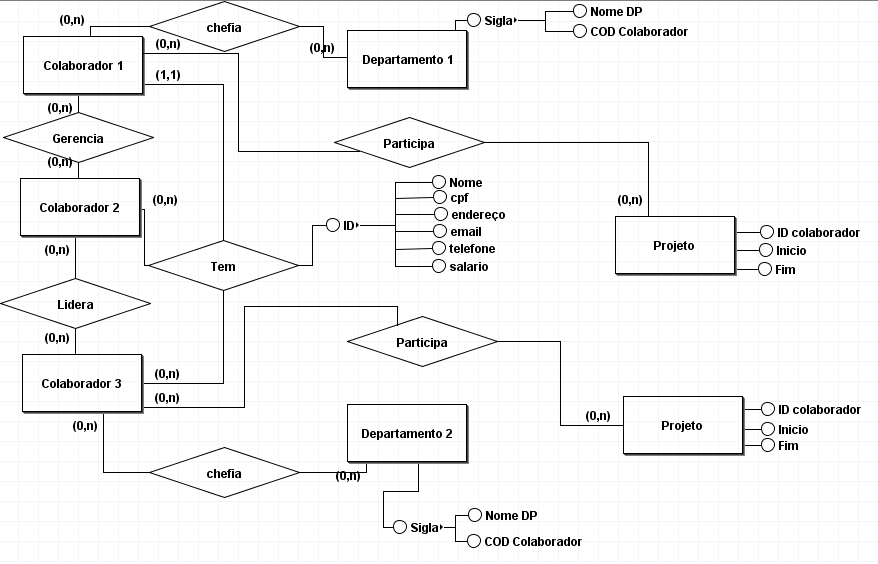 (0,n)
chefia
Sigla
Nome DP
COD Colaborador
Colaborador 1
(0,n)
(0,n)
Departamento 1
(1,1)
(0,n)
Gerencia
Participa
(0,n)
Colaborador 2
(0,n)
Nome
cpf
endereço
email
telefone
salario
ID
(0,n)
Projeto
ID colaborador
Inicio
Fim
(0,n)
Tem
Lidera
(0,n)
Participa
Colaborador 3
(0,n)
(0,n)
(0,n)
Projeto
ID colaborador
Inicio
Fim
(0,n)
Departamento 2
chefia
(0,n)
Sigla
Nome DP
COD Colaborador